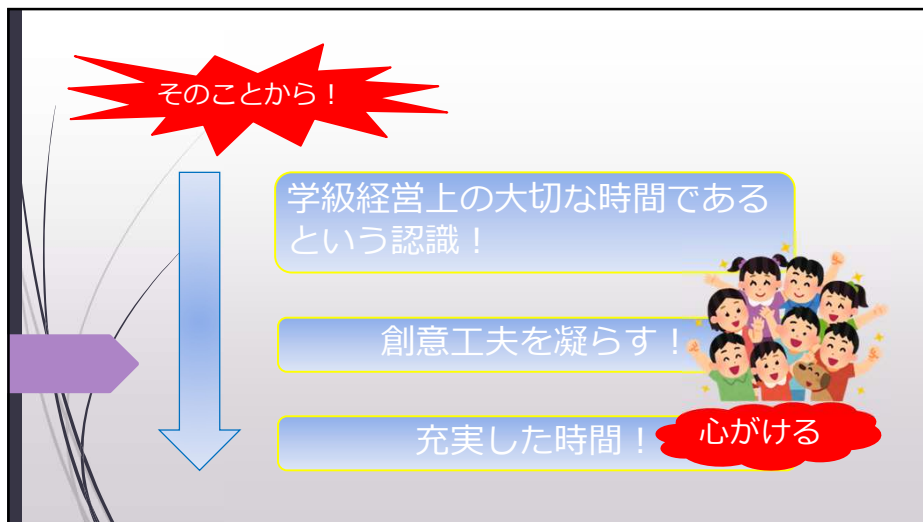 そのことから！
学級経営上の大切な時間である
という認識！
創意工夫を凝らす！
充実した時間！
心がける